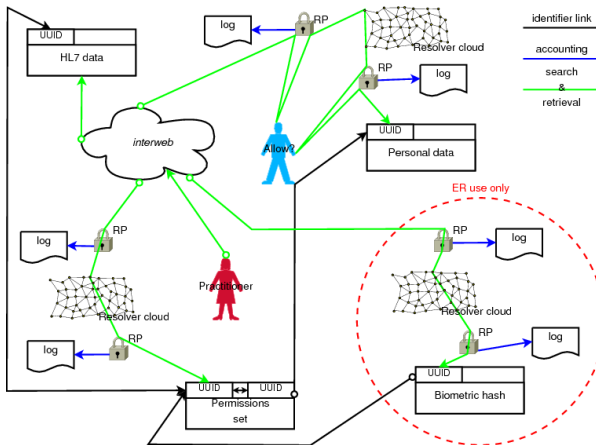 UUID
HL7 data
log
RP
Resolver cloud
RP
log
identifier link
accounting
search
&
retrieval
interweb
Allow?
UUID
Personal data
ER use only
log
RP
Practitioner
RP
log
Resolver cloud
Resolver cloud
RP
log
RP
log
UUID
UUID
Permissions
set
UUID
Biometric hash